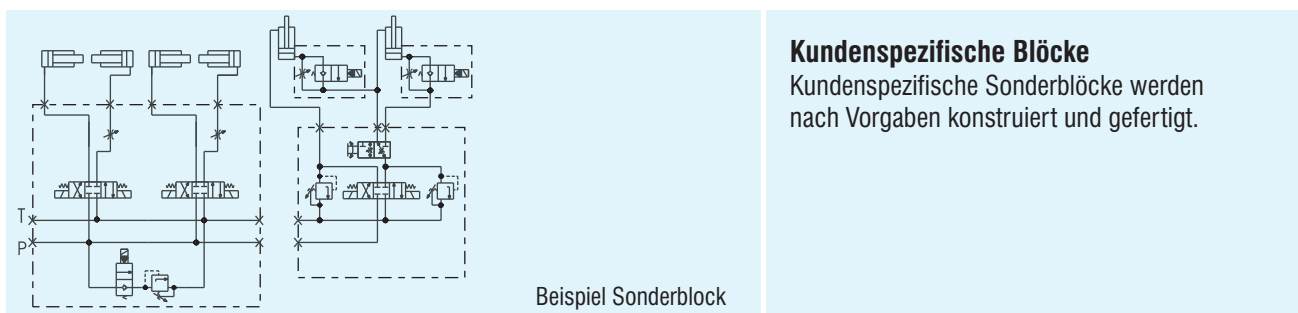 T
P
Beispiel Sonderblock
Kundenspezifische Blöcke
Kundenspezifische Sonderblöcke werden
nach Vorgaben konstruiert und gefertigt.